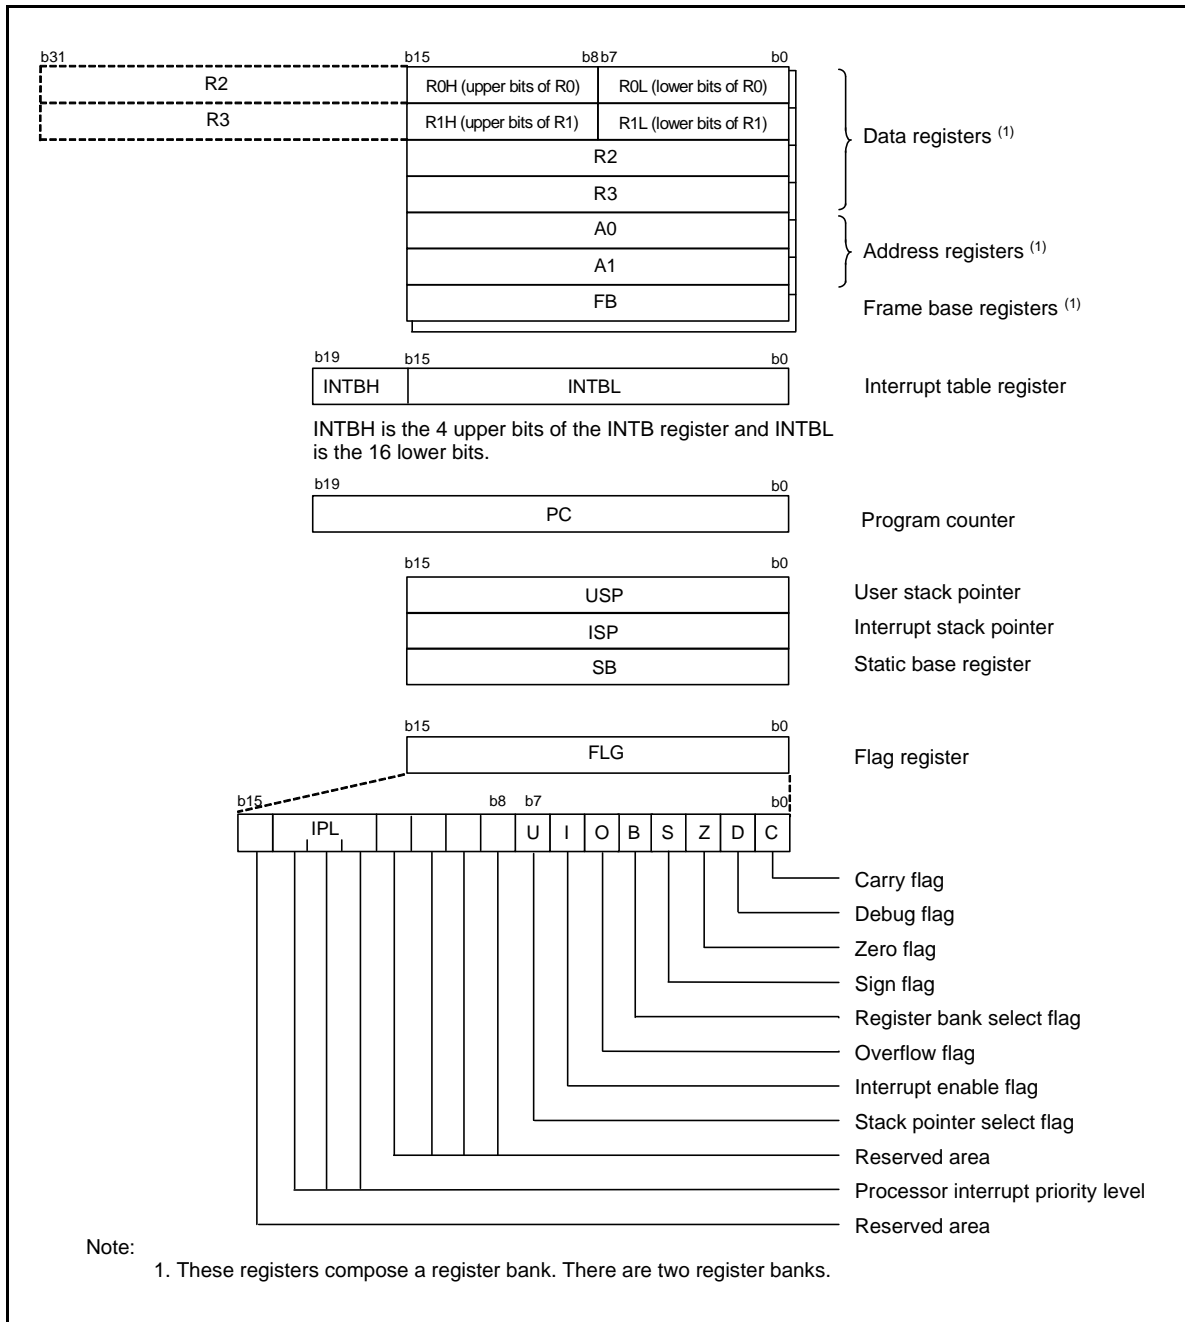 b31 b15 b8 b7 b0
R2 R0H (upper bits of R0) R0L (lower bits of R0)
R3 R1H (upper bits of R1) R1L (lower bits of R1)
Data registers (1)
R2
R3
A0
Address registers (1)
A1
FB Frame base registers (1)
b19 b15 b0
INTBH INTBL Interrupt table register
INTBH is the 4 upper bits of the INTB register and INTBL
is the 16 lower bits.
b19 b0
PC Program counter
b15 b0
USP User stack pointer
ISP Interrupt stack pointer
SB Static base register
b15 b0
FLG Flag register
b15 b8 b7 b0
IPL U I O B S Z D C
Carry flag
Debug flag
Zero flag
Sign flag
Register bank select flag
Overflow flag
Interrupt enable flag
Stack pointer select flag
Reserved area
Processor interrupt priority level
Reserved area
Note:
1. These registers compose a register bank. There are two register banks.